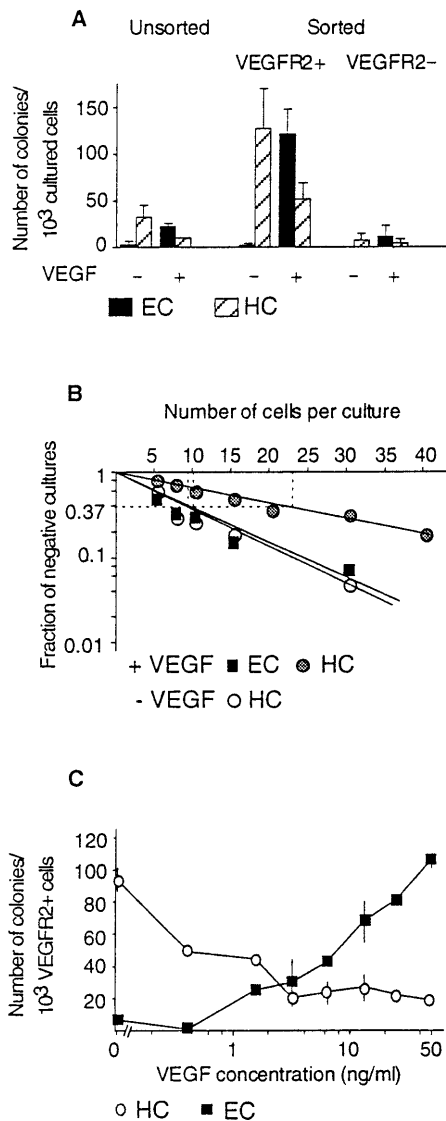 A
Unsorted Sorted
VEGFR2+ VEGFR2−
Number of colonies/
10³ cultured cells
150
100
50
0
VEGF − + − + − +
EC HC
B
Number of cells per culture
5 10 15 20 25 30 35 40
Fraction of negative cultures
1
0.37
0.1
0.01
+ VEGF EC HC
- VEGF HC
C
Number of colonies/
10³ VEGFR2+ cells
120
100
80
60
40
20
0 1 10 50
VEGF concentration (ng/ml)
HC EC